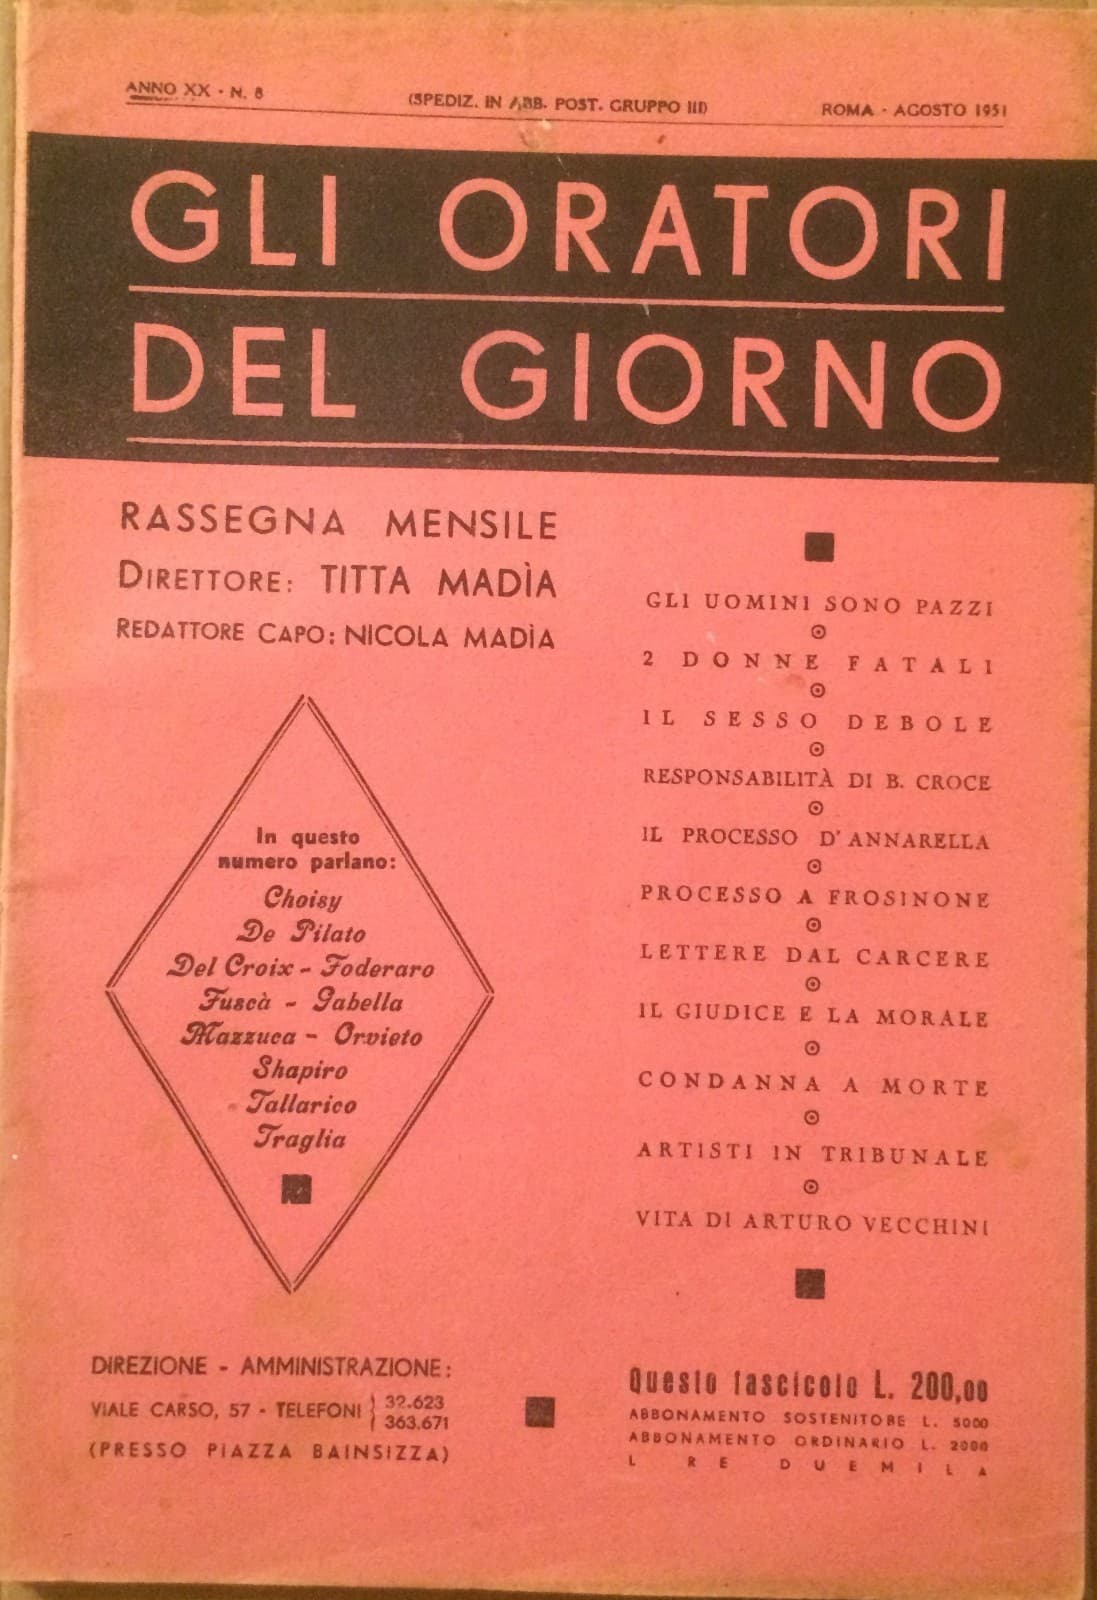 ANNO XX - N. 8
(SPEDIZ. IN ABB. POST. GRUPPO III)
ROMA - AGOSTO 1951
GLI ORATORI
DEL GIORNO
RASSEGNA MENSILE
DIRETTORE: TITTA MADÌA
REDATTORE CAPO: NICOLA MADÌA
In questo
numero parlano:
Choisy
De Pilato
Del Croix - Foderaro
Fuscà - Gabella
Mazzuca - Orvieto
Shapiro
Tallarico
Traglia
GLI UOMINI SONO PAZZI
2 DONNE FATALI
IL SESSO DEBOLE
RESPONSABILITÀ DI B. CROCE
IL PROCESSO D'ANNARELLA
PROCESSO A FROSINONE
LETTERE DAL CARCERE
IL GIUDICE E LA MORALE
CONDANNA A MORTE
ARTISTI IN TRIBUNALE
VITA DI ARTURO VECCHINI
DIREZIONE - AMMINISTRAZIONE:
VIALE CARSO, 57 - TELEFONI } 32.623
363.671
(PRESSO PIAZZA BAINSIZZA)
Questo fascicolo L. 200,00
ABBONAMENTO SOSTENITORE L. 5000
ABBONAMENTO ORDINARIO L. 2000
L RE DUEMILA